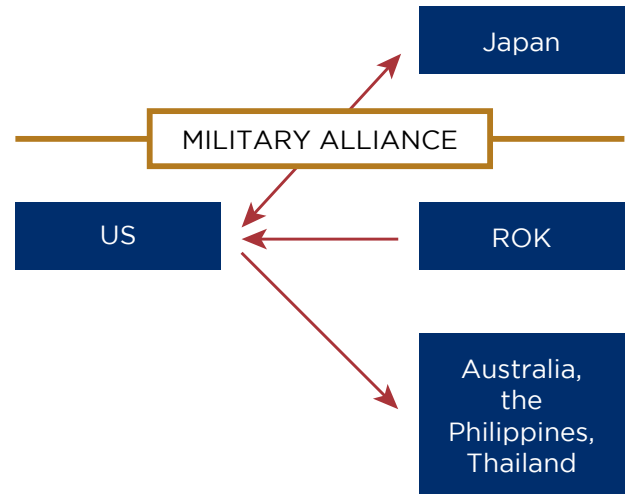 Japan
MILITARY ALLIANCE
US
ROK
Australia,
the
Philippines,
Thailand